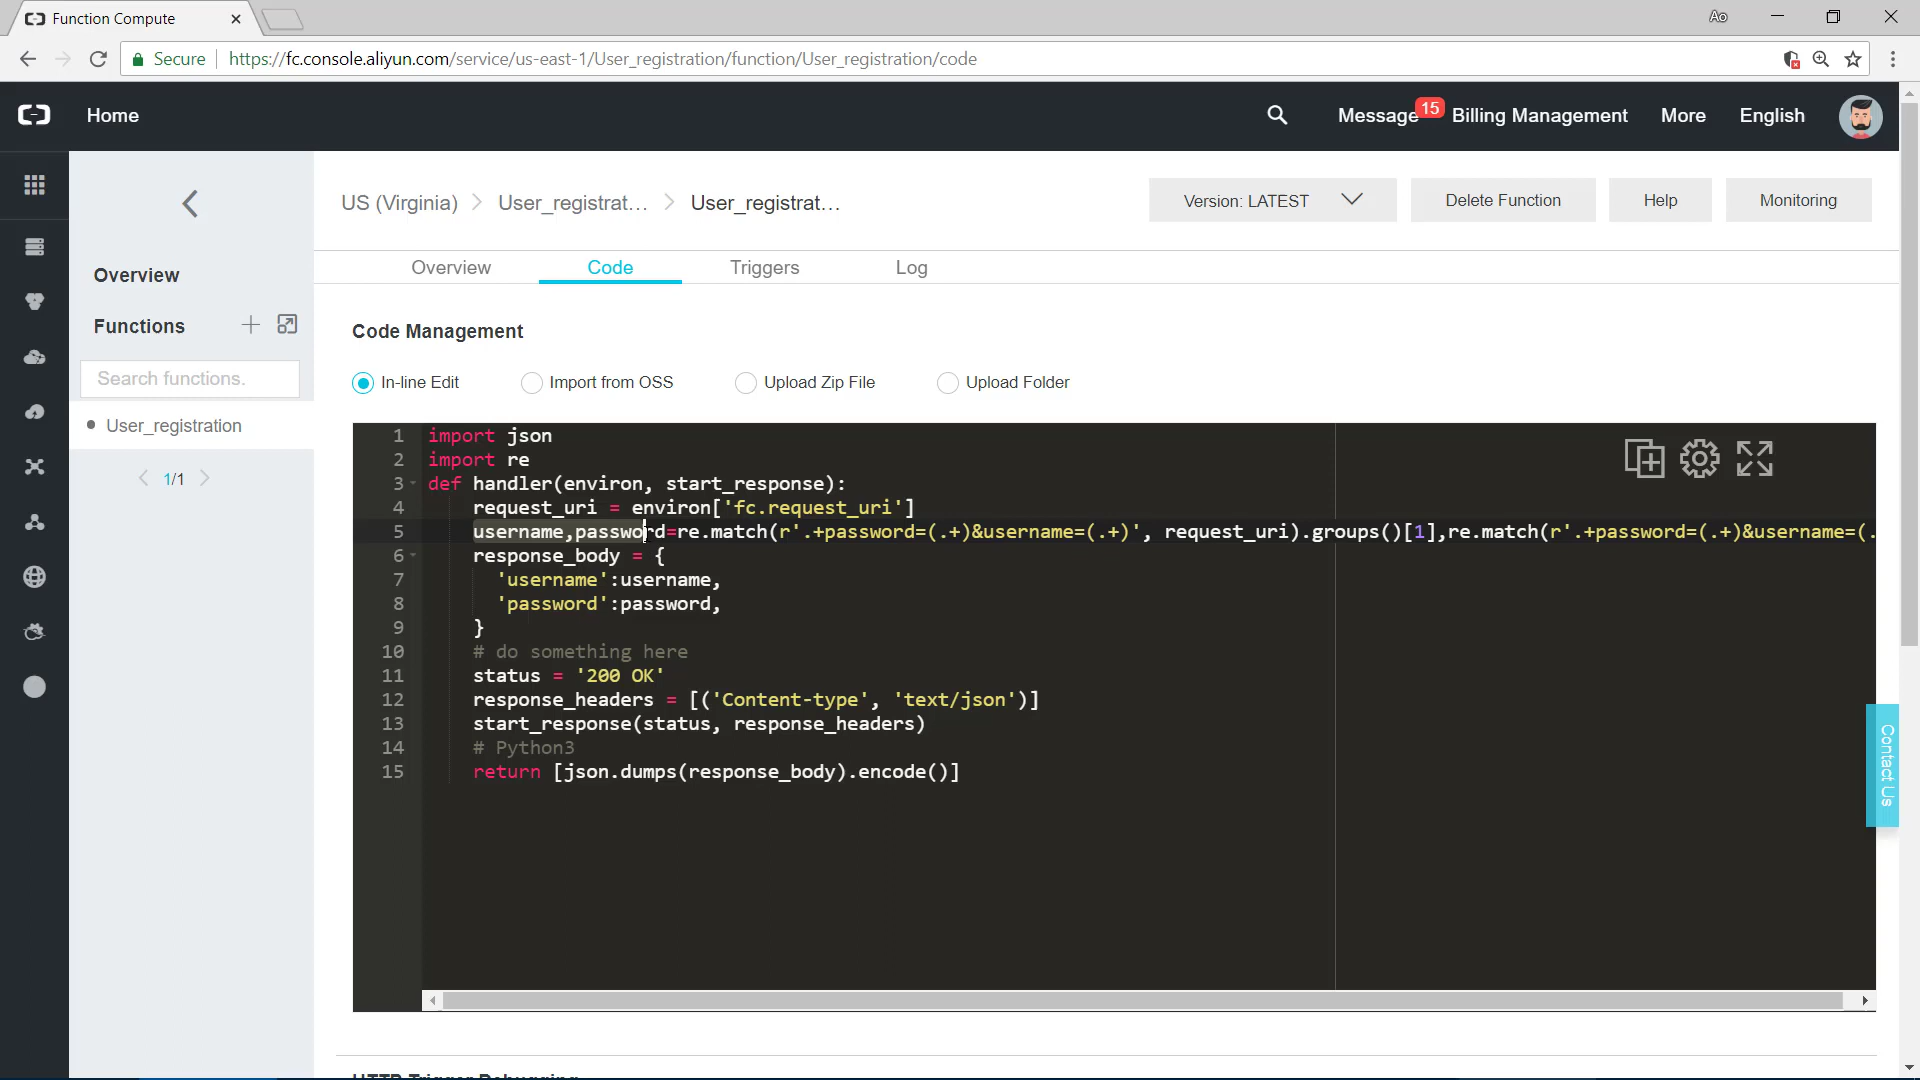 Function Compute
Ao
Secure
https://fc.console.aliyun.com/service/us-east-1/User_registration/function/User_registration/code
Home
Message 15 Billing Management More English
US (Virginia) User_registrat... User_registrat...
Version: LATEST Delete Function Help Monitoring
Overview Code Triggers Log
Overview
Functions
Search functions.
User_registration
1/1
Code Management
In-line Edit Import from OSS Upload Zip File Upload Folder
1 import json
2 import re
3 def handler(environ, start_response):
4 request_uri = environ['fc.request_uri']
5 username,password=re.match(r'.+password=(.+)&username=(.+)', request_uri).groups()[1],re.match(r'.+password=(.+)&username=(.
6 response_body = {
7 'username':username,
8 'password':password,
9 }
10 # do something here
11 status = '200 OK'
12 response_headers = [('Content-type', 'text/json')]
13 start_response(status, response_headers)
14 # Python3
15 return [json.dumps(response_body).encode()]
Contact Us
HTTP Trigger Debugging